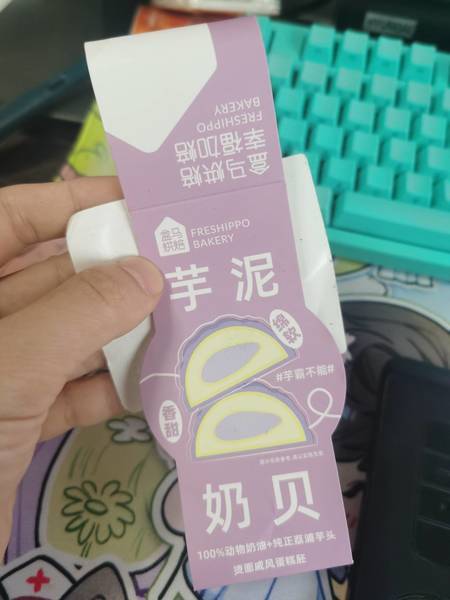 盒马烘焙
幸福加焙
FRESHIPPO
BAKERY
盒马
烘焙
FRESHIPPO
BAKERY
芋泥
绵软
#芋霸不能#
香甜
奶贝
100%动物奶油+纯正荔浦芋头
烫面戚风蛋糕胚